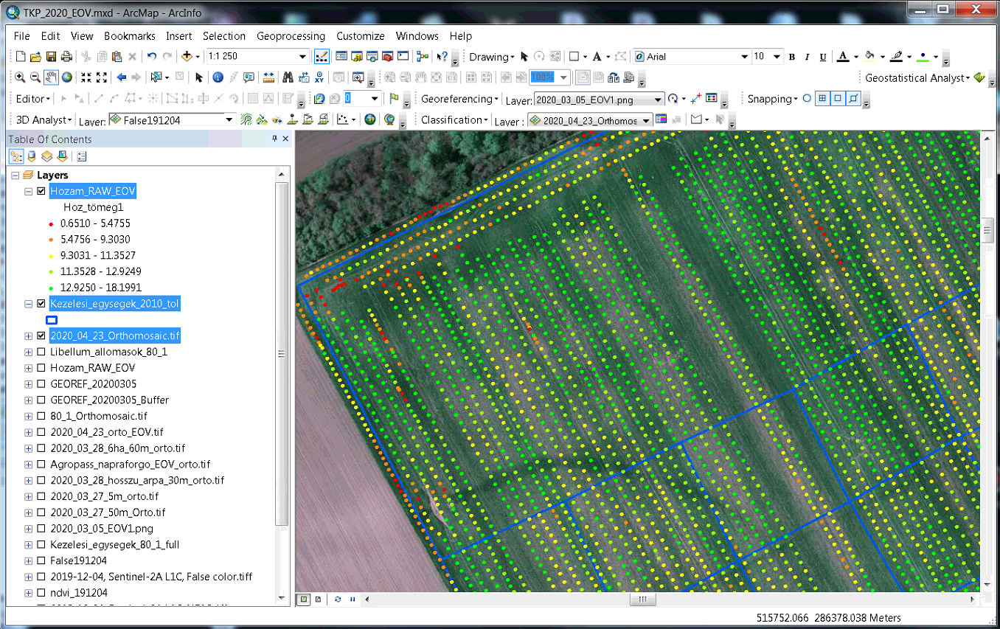 TKP_2020_EOV.mxd - ArcMap - ArcInfo
File Edit View Bookmarks Insert Selection Geoprocessing Customize Windows Help
1:1 250 Drawing Arial 10 B I U A
100% Geostatistical Analyst
Editor 0 Georeferencing Layer: 2020_03_05_EOV1.png Snapping
3D Analyst Layer: False191204 Classification Layer : 2020_04_23_Orthomos
Table Of Contents
Layers
Hozam_RAW_EOV
Hoz_tömeg1
0.6510 - 5.4755
5.4756 - 9.3030
9.3031 - 11.3527
11.3528 - 12.9249
12.9250 - 18.1991
Kezelesi_egysegek_2010_tol
2020_04_23_Orthomosaic.tif
Libellum_allomasok_80_1
Hozam_RAW_EOV
GEOREF_20200305
GEOREF_20200305_Buffer
80_1_Orthomosaic.tif
2020_04_23_orto_EOV.tif
2020_03_28_6ha_60m_orto.tif
Agropass_napraforgo_EOV_orto.tif
2020_03_28_hosszu_arpa_30m_orto.tif
2020_03_27_5m_orto.tif
2020_03_27_50m_Orto.tif
2020_03_05_EOV1.png
Kezelesi_egysegek_80_1_full
False191204
2019-12-04, Sentinel-2A L1C, False color.tiff
ndvi_191204
515752.066 286378.038 Meters